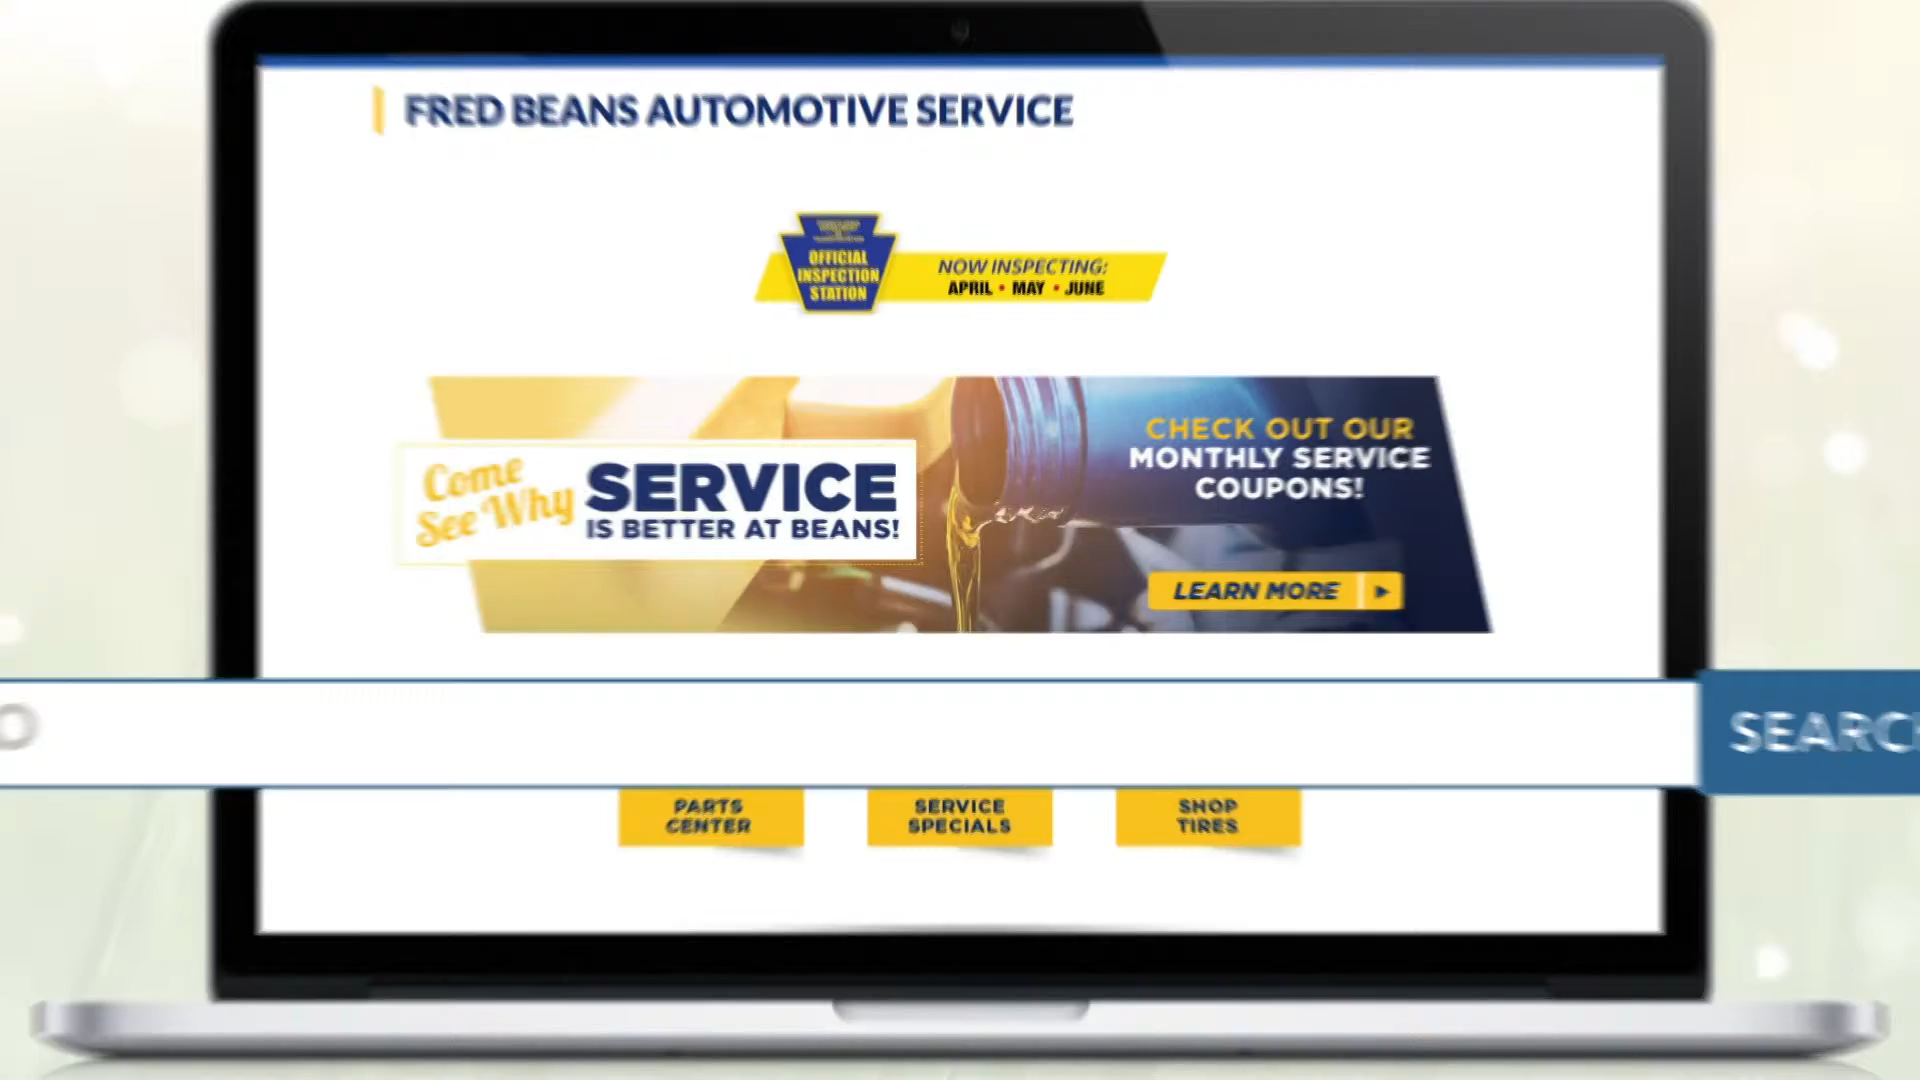 FRED BEANS AUTOMOTIVE SERVICE
OFFICIAL
INSPECTION
STATION
NOW INSPECTING:
APRIL • MAY • JUNE
Come
See Why
SERVICE
IS BETTER AT BEANS!
CHECK OUT OUR
MONTHLY SERVICE
COUPONS!
LEARN MORE
O
SEARC
PARTS
CENTER
SERVICE
SPECIALS
SHOP
TIRES